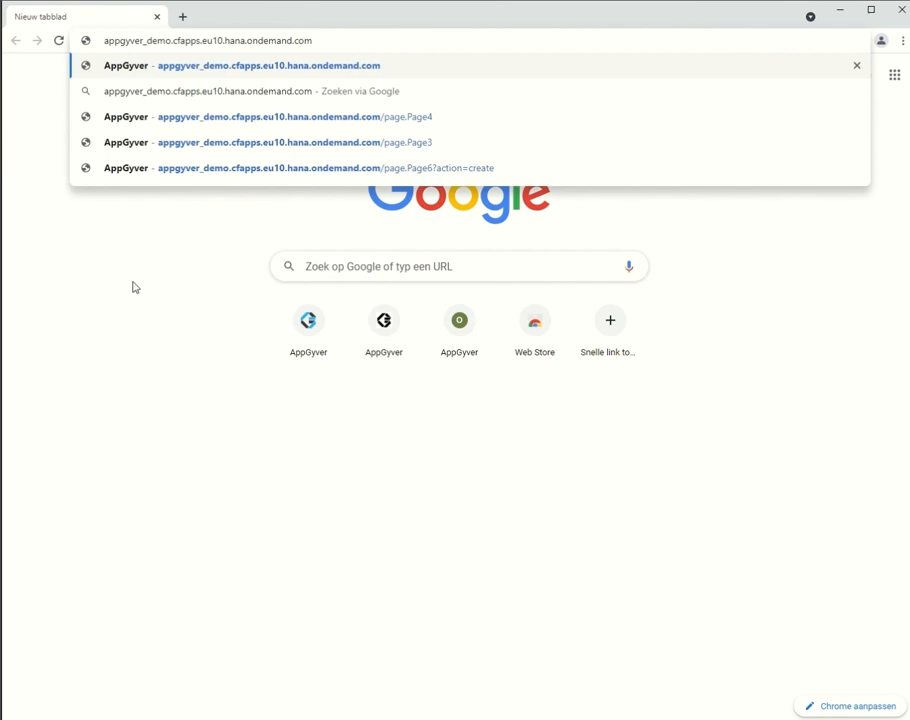 Nieuw tabblad
appgyver_demo.cfapps.eu10.hana.ondemand.com
AppGyver - appgyver_demo.cfapps.eu10.hana.ondemand.com
appgyver_demo.cfapps.eu10.hana.ondemand.com - Zoeken via Google
AppGyver - appgyver_demo.cfapps.eu10.hana.ondemand.com/page.Page4
AppGyver - appgyver_demo.cfapps.eu10.hana.ondemand.com/page.Page3
AppGyver - appgyver_demo.cfapps.eu10.hana.ondemand.com/page.Page6?action=create
Google
Zoek op Google of typ een URL
O
AppGyver AppGyver AppGyver Web Store Snelle link to...
Chrome aanpassen